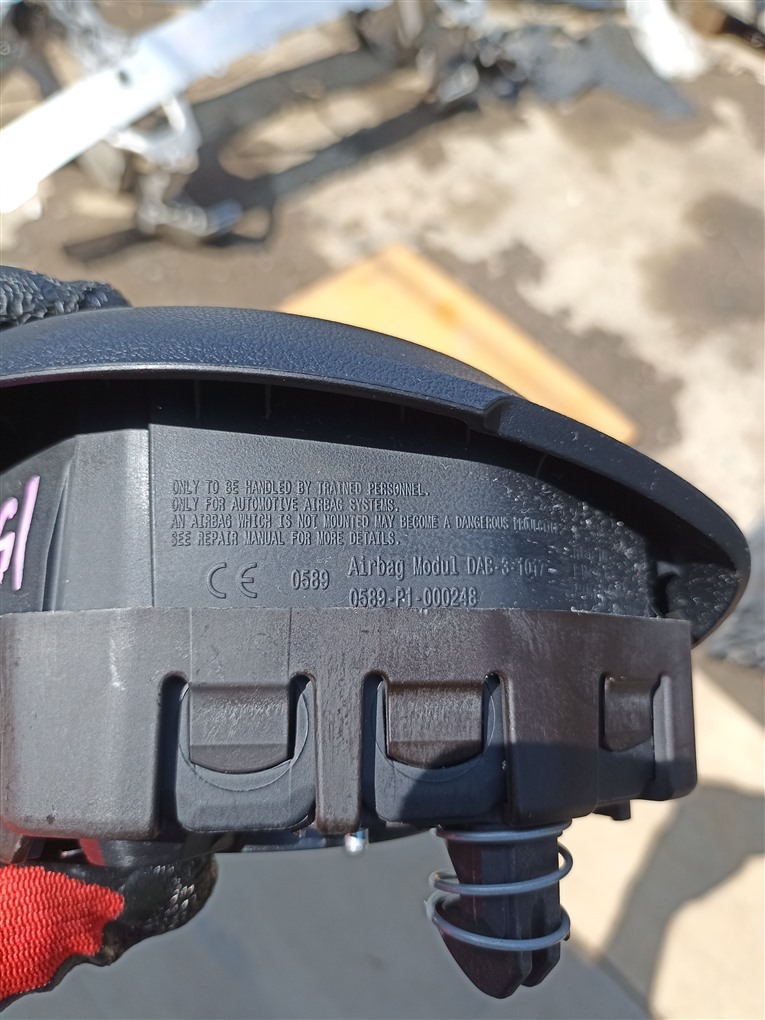 ONLY TO BE HANDLED BY TRAINED PERSONNEL.
ONLY FOR AUTOMOTIVE AIRBAG SYSTEMS.
AN AIRBAG WHICH IS NOT MOUNTED MAY BECOME A DANGEROUS
SEE REPAIR MANUAL FOR MORE DETAILS.
CE 0589 Airbag Modul DAB-3-1017
0589-P1-000248